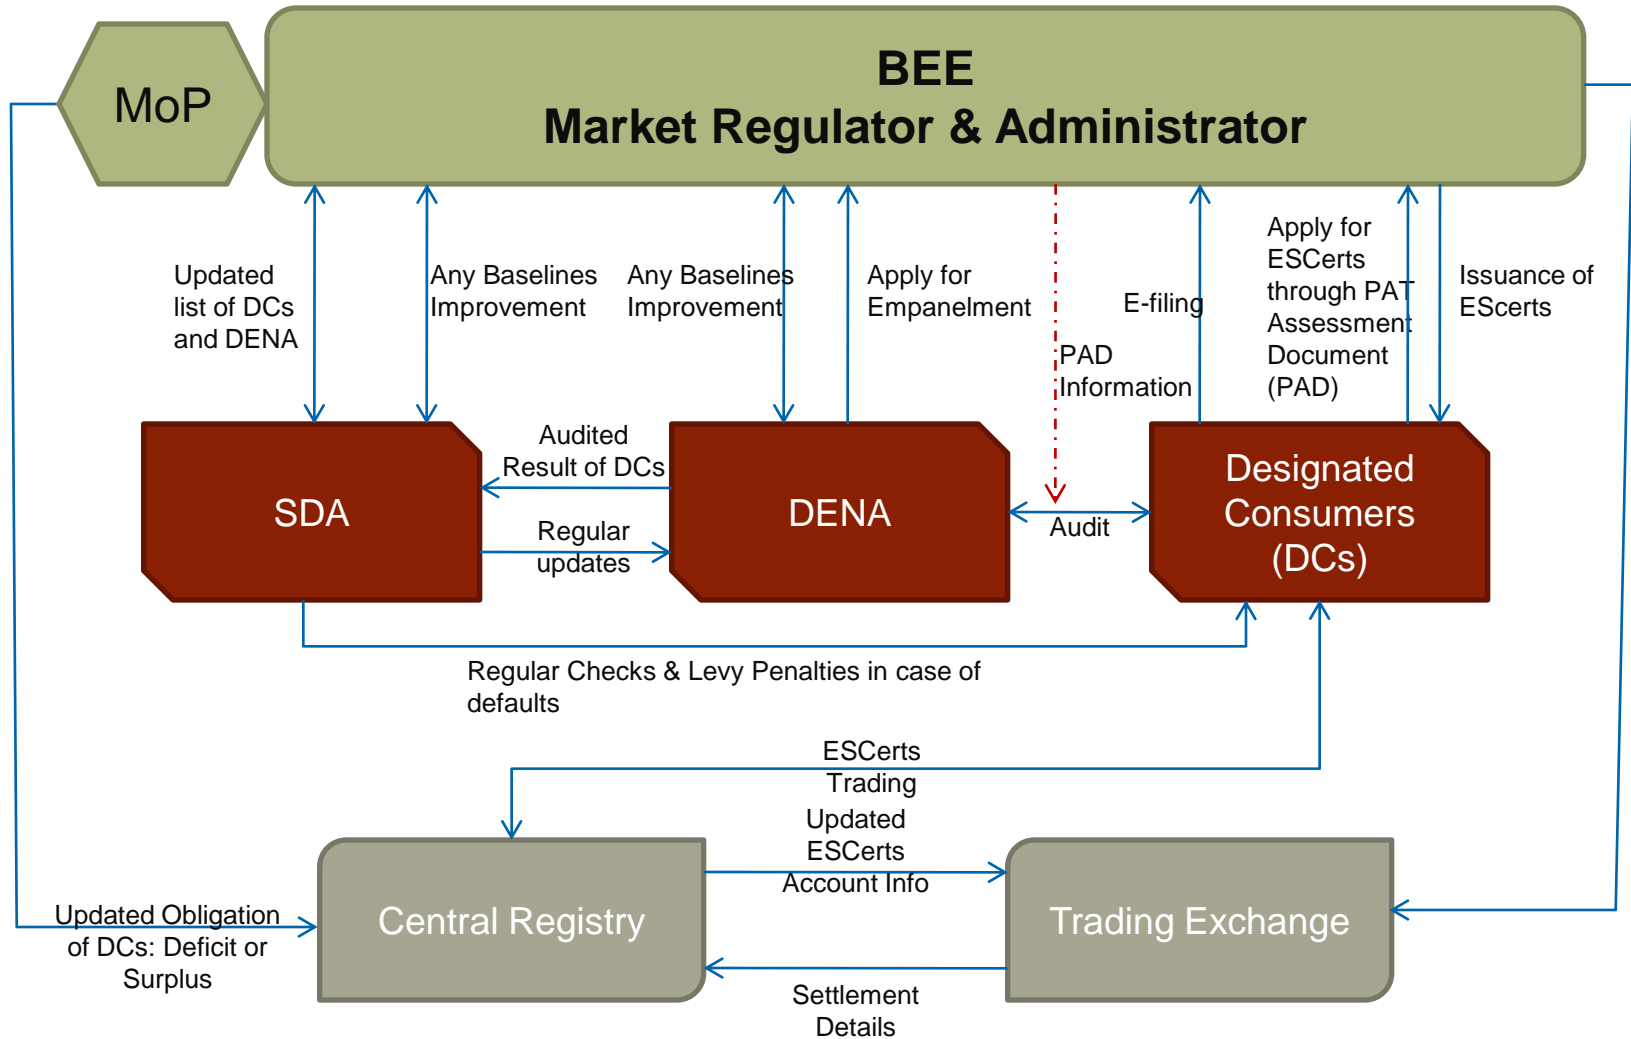 MoP
BEE
Market Regulator & Administrator
Updated
list of DCs
and DENA
Any Baselines
Improvement
Any Baselines
Improvement
Apply for
Empanelment
PAD
Information
E-filing
Apply for
ESCerts
through PAT
Assessment
Document
(PAD)
Issuance of
EScerts
SDA
Audited
Result of DCs
Regular
updates
DENA
Audit
Designated
Consumers
(DCs)
Regular Checks & Levy Penalties in case of
defaults
ESCerts
Trading
Updated
ESCerts
Account Info
Updated Obligation
of DCs: Deficit or
Surplus
Central Registry
Trading Exchange
Settlement
Details